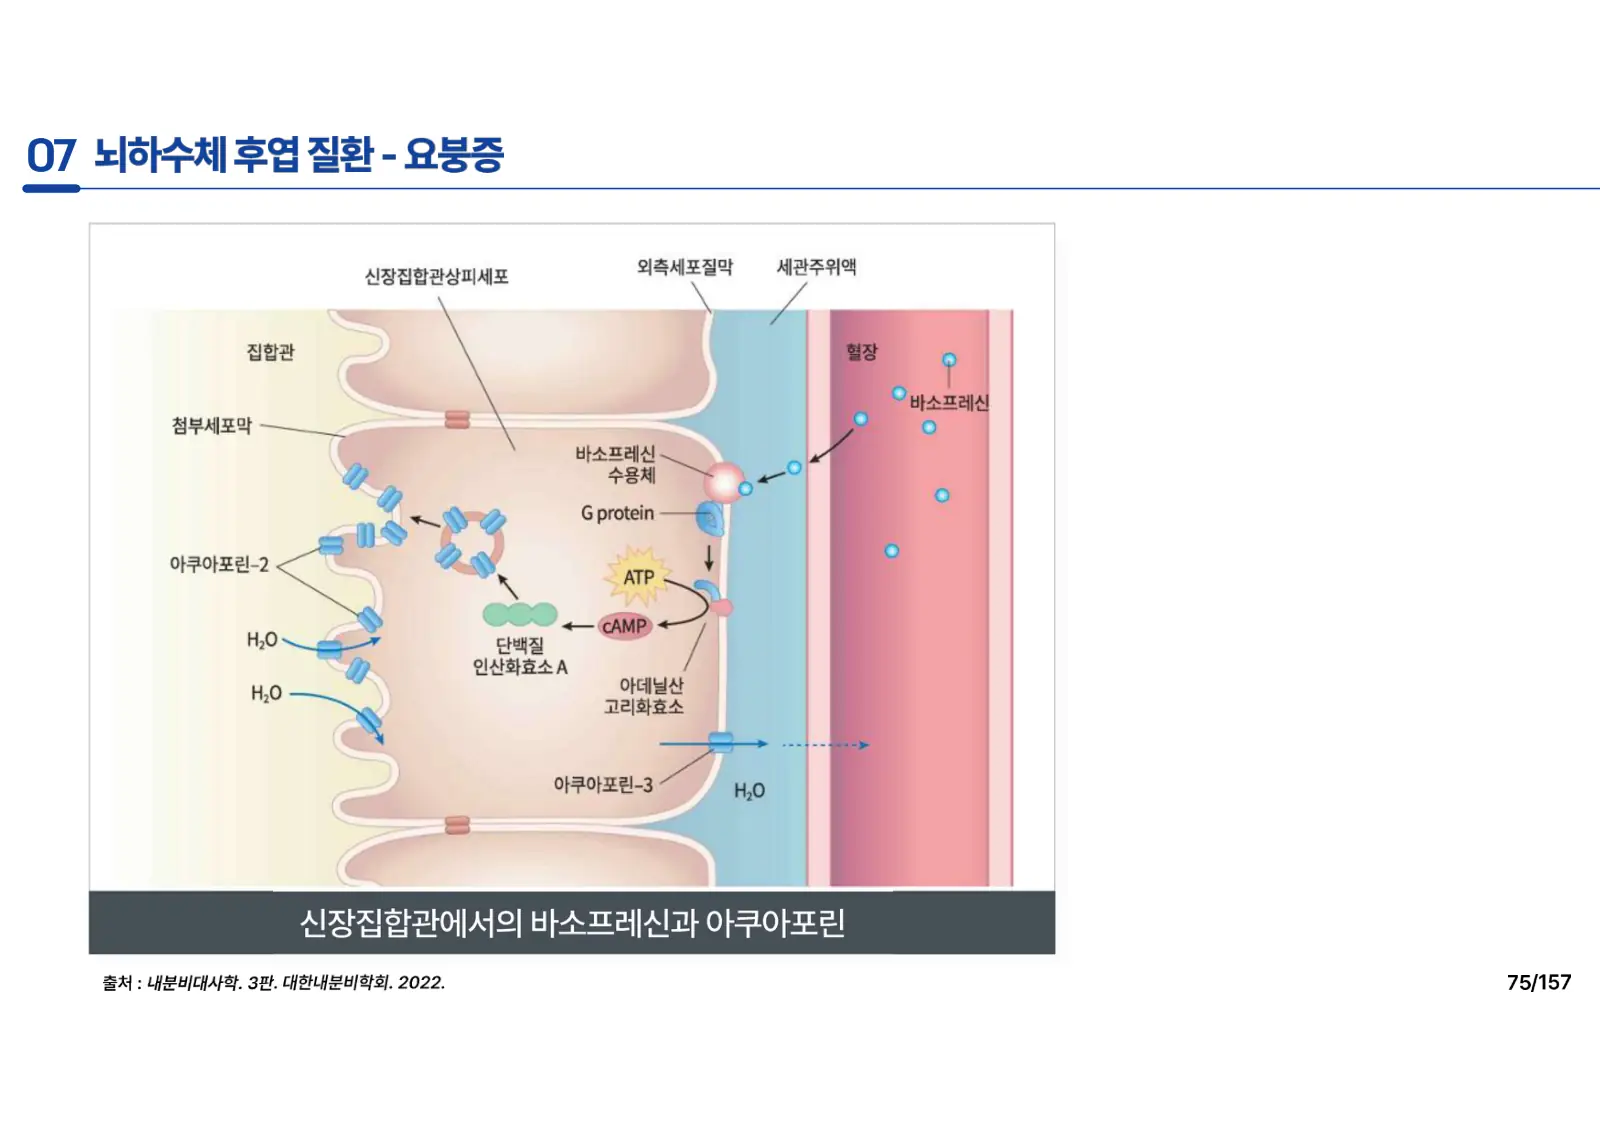 07 뇌하수체 후엽 질환 - 요붕증
신장집합관상피세포
외측세포질막
세관주위액
집합관
혈장
바소프레신
첨부세포막
바소프레신
수용체
G protein
아쿠아포린-2
ATP
cAMP
H₂O
단백질
인산화효소 A
H₂O
아데닐산
고리화효소
아쿠아포린-3
H₂O
신장집합관에서의 바소프레신과 아쿠아포린
출처 : 내분비대사학. 3판. 대한내분비학회. 2022.
75/157